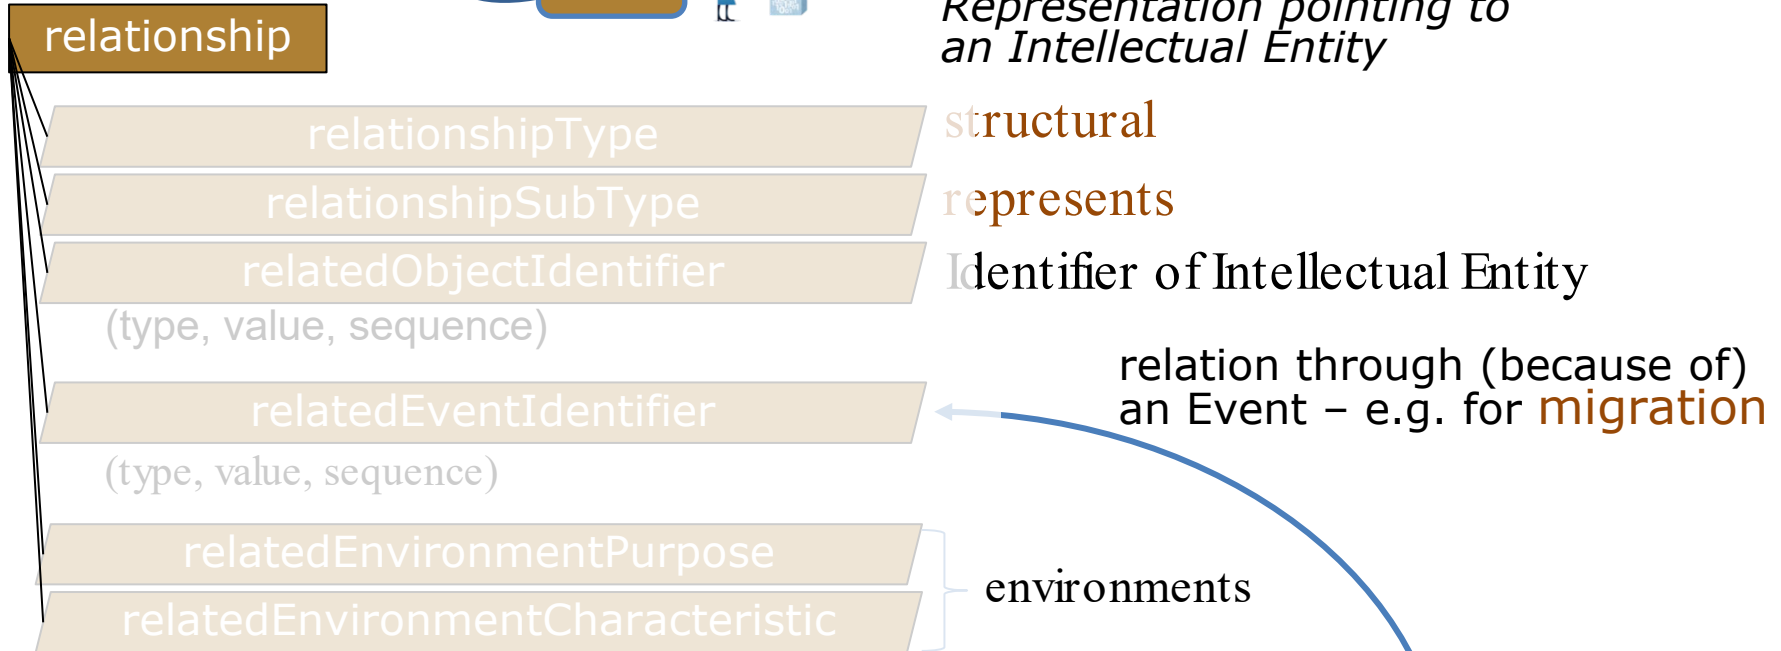 Representation pointing to
an Intellectual Entity
relationship
relationshipType
structural
relationshipSubType
represents
relatedObjectIdentifier
Identifier of Intellectual Entity
(type, value, sequence)
relation through (because of)
an Event – e.g. for migration
relatedEventIdentifier
(type, value, sequence)
relatedEnvironmentPurpose
environments
relatedEnvironmentCharacteristic